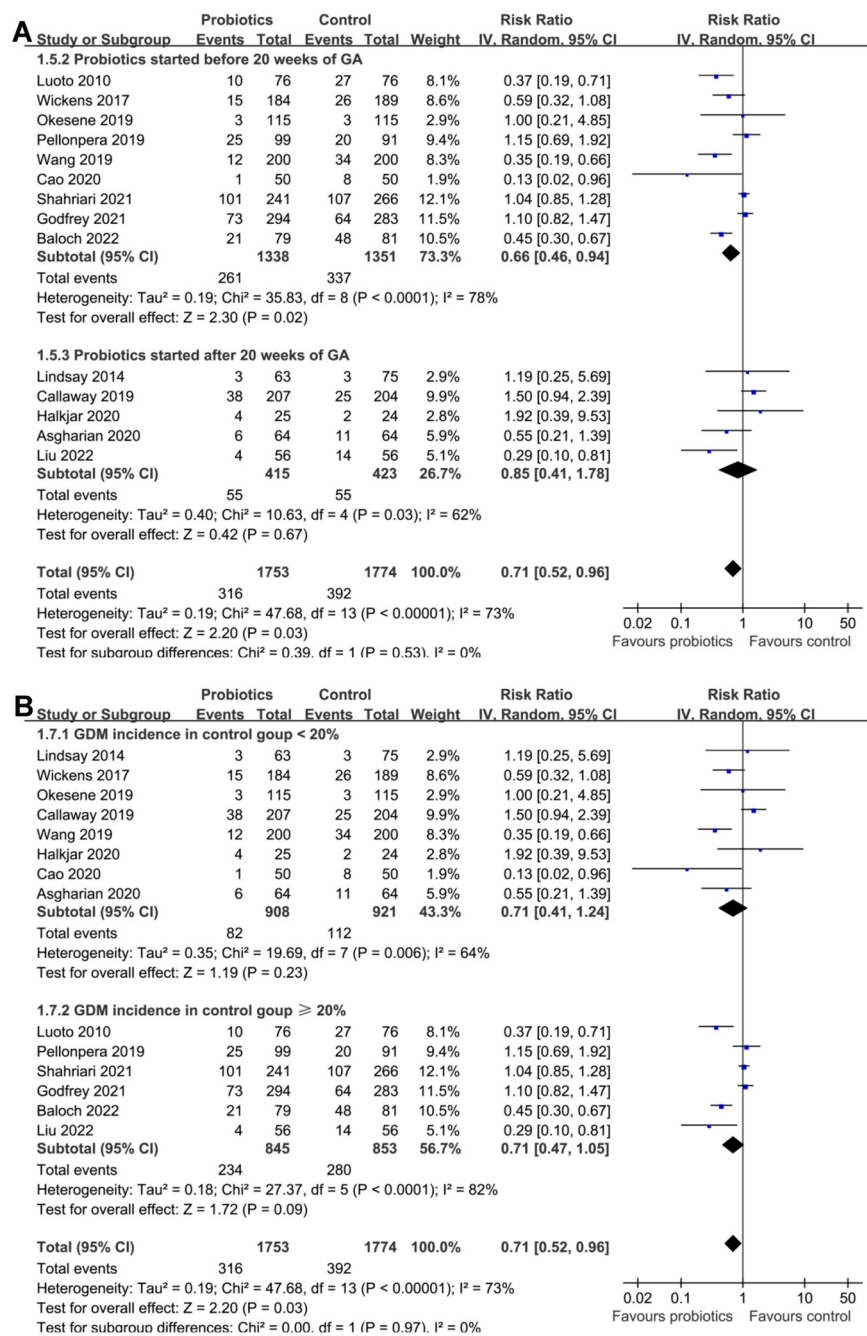 A
Probiotics Control Risk Ratio Risk Ratio
Study or Subgroup Events Total Events Total Weight IV, Random, 95% CI IV, Random, 95% CI
1.5.2 Probiotics started before 20 weeks of GA
Luoto 2010 10 76 27 76 8.1% 0.37 [0.19, 0.71]
Wickens 2017 15 184 26 189 8.6% 0.59 [0.32, 1.08]
Okesene 2019 3 115 3 115 2.9% 1.00 [0.21, 4.85]
Pellonpera 2019 25 99 20 91 9.4% 1.15 [0.69, 1.92]
Wang 2019 12 200 34 200 8.3% 0.35 [0.19, 0.66]
Cao 2020 1 50 8 50 1.9% 0.13 [0.02, 0.96]
Shahriari 2021 101 241 107 266 12.1% 1.04 [0.85, 1.28]
Godfrey 2021 73 294 64 283 11.5% 1.10 [0.82, 1.47]
Baloch 2022 21 79 48 81 10.5% 0.45 [0.30, 0.67]
Subtotal (95% CI) 1338 1351 73.3% 0.66 [0.46, 0.94]
Total events 261 337
Heterogeneity: Tau² = 0.19; Chi² = 35.83, df = 8 (P < 0.0001); I² = 78%
Test for overall effect: Z = 2.30 (P = 0.02)
1.5.3 Probiotics started after 20 weeks of GA
Lindsay 2014 3 63 3 75 2.9% 1.19 [0.25, 5.69]
Callaway 2019 38 207 25 204 9.9% 1.50 [0.94, 2.39]
Halkjar 2020 4 25 2 24 2.8% 1.92 [0.39, 9.53]
Asgharian 2020 6 64 11 64 5.9% 0.55 [0.21, 1.39]
Liu 2022 4 56 14 56 5.1% 0.29 [0.10, 0.81]
Subtotal (95% CI) 415 423 26.7% 0.85 [0.41, 1.78]
Total events 55 55
Heterogeneity: Tau² = 0.40; Chi² = 10.63, df = 4 (P = 0.03); I² = 62%
Test for overall effect: Z = 0.42 (P = 0.67)
Total (95% CI) 1753 1774 100.0% 0.71 [0.52, 0.96]
Total events 316 392
Heterogeneity: Tau² = 0.19; Chi² = 47.68, df = 13 (P < 0.00001); I² = 73%
Test for overall effect: Z = 2.20 (P = 0.03)
Test for subgroup differences: Chi² = 0.39, df = 1 (P = 0.53), I² = 0%
0.02 0.1 1 10 50
Favours probiotics Favours control
B
Probiotics Control Risk Ratio Risk Ratio
Study or Subgroup Events Total Events Total Weight IV, Random, 95% CI IV, Random, 95% CI
1.7.1 GDM incidence in control goup < 20%
Lindsay 2014 3 63 3 75 2.9% 1.19 [0.25, 5.69]
Wickens 2017 15 184 26 189 8.6% 0.59 [0.32, 1.08]
Okesene 2019 3 115 3 115 2.9% 1.00 [0.21, 4.85]
Callaway 2019 38 207 25 204 9.9% 1.50 [0.94, 2.39]
Wang 2019 12 200 34 200 8.3% 0.35 [0.19, 0.66]
Halkjar 2020 4 25 2 24 2.8% 1.92 [0.39, 9.53]
Cao 2020 1 50 8 50 1.9% 0.13 [0.02, 0.96]
Asgharian 2020 6 64 11 64 5.9% 0.55 [0.21, 1.39]
Subtotal (95% CI) 908 921 43.3% 0.71 [0.41, 1.24]
Total events 82 112
Heterogeneity: Tau² = 0.35; Chi² = 19.69, df = 7 (P = 0.006); I² = 64%
Test for overall effect: Z = 1.19 (P = 0.23)
1.7.2 GDM incidence in control goup ⩾ 20%
Luoto 2010 10 76 27 76 8.1% 0.37 [0.19, 0.71]
Pellonpera 2019 25 99 20 91 9.4% 1.15 [0.69, 1.92]
Shahriari 2021 101 241 107 266 12.1% 1.04 [0.85, 1.28]
Godfrey 2021 73 294 64 283 11.5% 1.10 [0.82, 1.47]
Baloch 2022 21 79 48 81 10.5% 0.45 [0.30, 0.67]
Liu 2022 4 56 14 56 5.1% 0.29 [0.10, 0.81]
Subtotal (95% CI) 845 853 56.7% 0.71 [0.47, 1.05]
Total events 234 280
Heterogeneity: Tau² = 0.18; Chi² = 27.37, df = 5 (P < 0.0001); I² = 82%
Test for overall effect: Z = 1.72 (P = 0.09)
Total (95% CI) 1753 1774 100.0% 0.71 [0.52, 0.96]
Total events 316 392
Heterogeneity: Tau² = 0.19; Chi² = 47.68, df = 13 (P < 0.00001); I² = 73%
Test for overall effect: Z = 2.20 (P = 0.03)
Test for subgroup differences: Chi² = 0.00, df = 1 (P = 0.97), I² = 0%
0.02 0.1 1 10 50
Favours probiotics Favours control